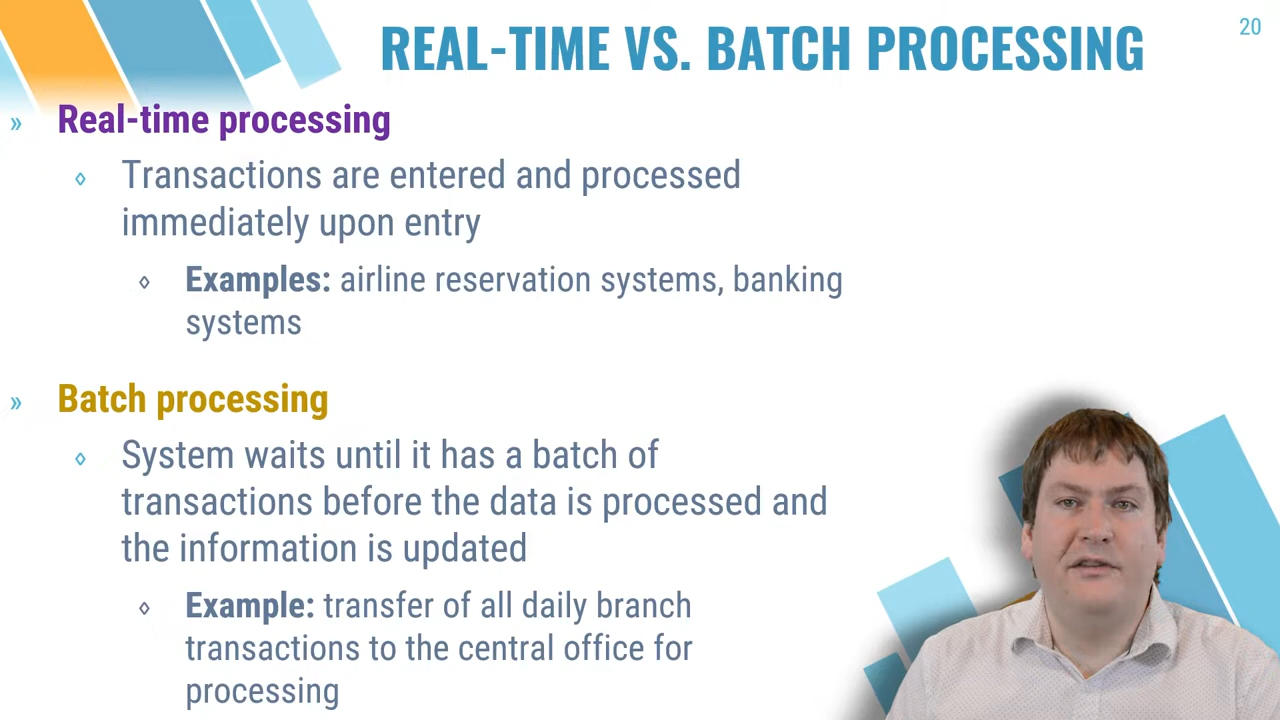 REAL-TIME VS. BATCH PROCESSING
20
» Real-time processing
◊ Transactions are entered and processed
immediately upon entry
◊ Examples: airline reservation systems, banking
systems
» Batch processing
◊ System waits until it has a batch of
transactions before the data is processed and
the information is updated
◊ Example: transfer of all daily branch
transactions to the central office for
processing